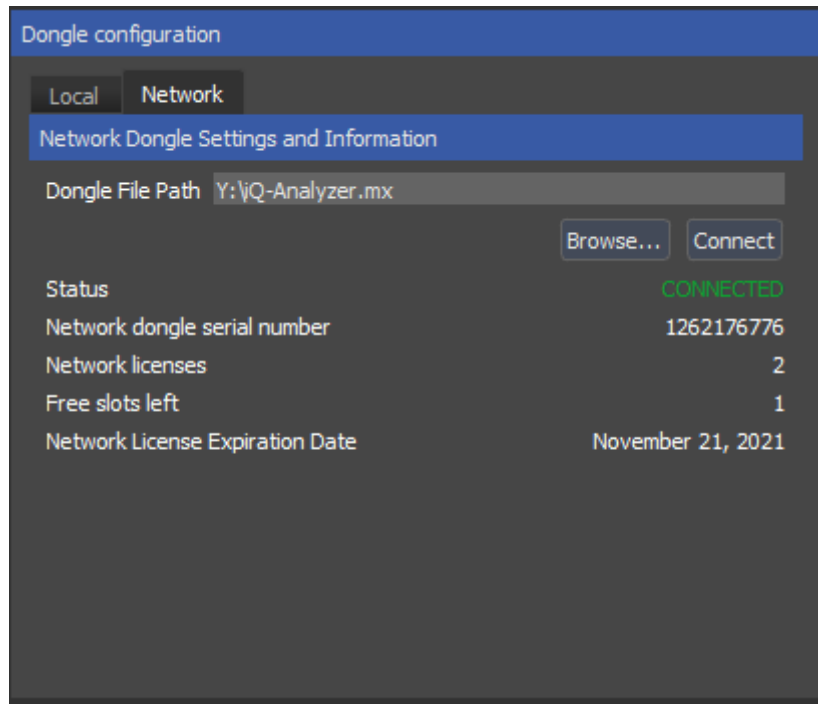 Dongle configuration
Local Network
Network Dongle Settings and Information
Dongle File Path Y:\iQ-Analyzer.mx
Browse... Connect
Status CONNECTED
Network dongle serial number 1262176776
Network licenses 2
Free slots left 1
Network License Expiration Date November 21, 2021